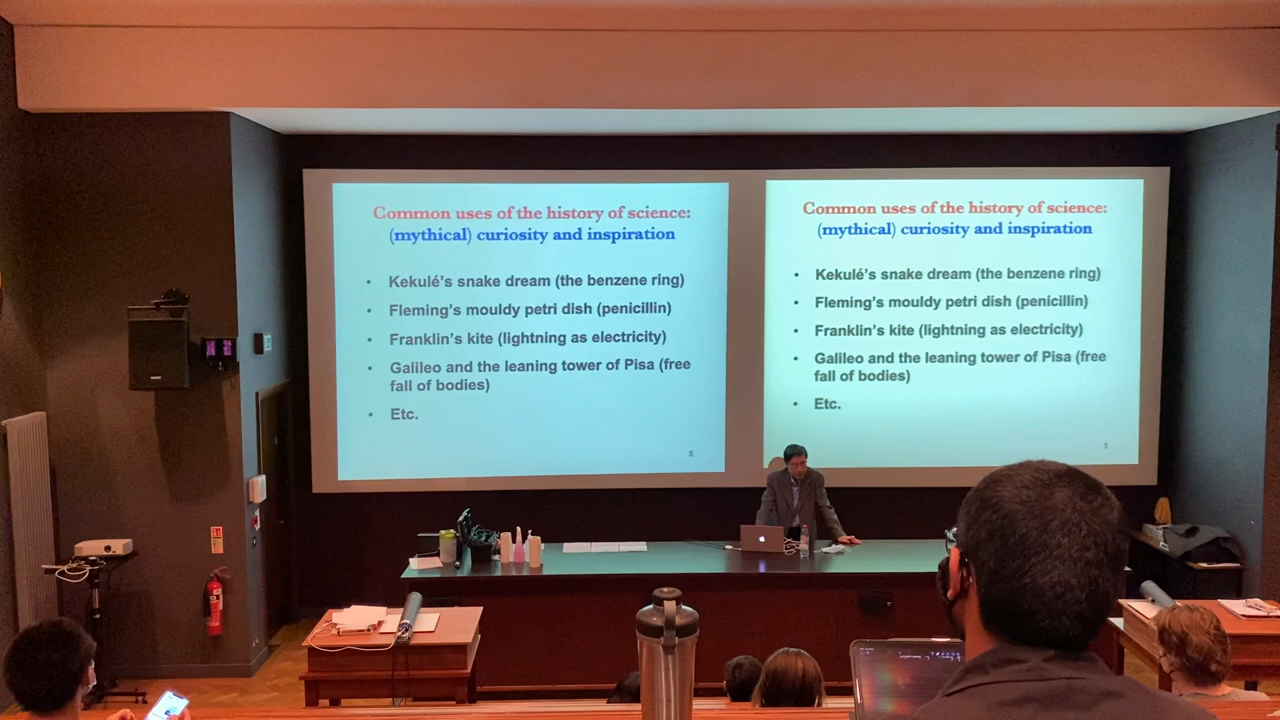 Common uses of the history of science:
(mythical) curiosity and inspiration
• Kekulé’s snake dream (the benzene ring)
• Fleming’s mouldy petri dish (penicillin)
• Franklin’s kite (lightning as electricity)
• Galileo and the leaning tower of Pisa (free
fall of bodies)
• Etc.
5
Common uses of the history of science:
(mythical) curiosity and inspiration
• Kekulé’s snake dream (the benzene ring)
• Fleming’s mouldy petri dish (penicillin)
• Franklin’s kite (lightning as electricity)
• Galileo and the leaning tower of Pisa (free
fall of bodies)
• Etc.
5